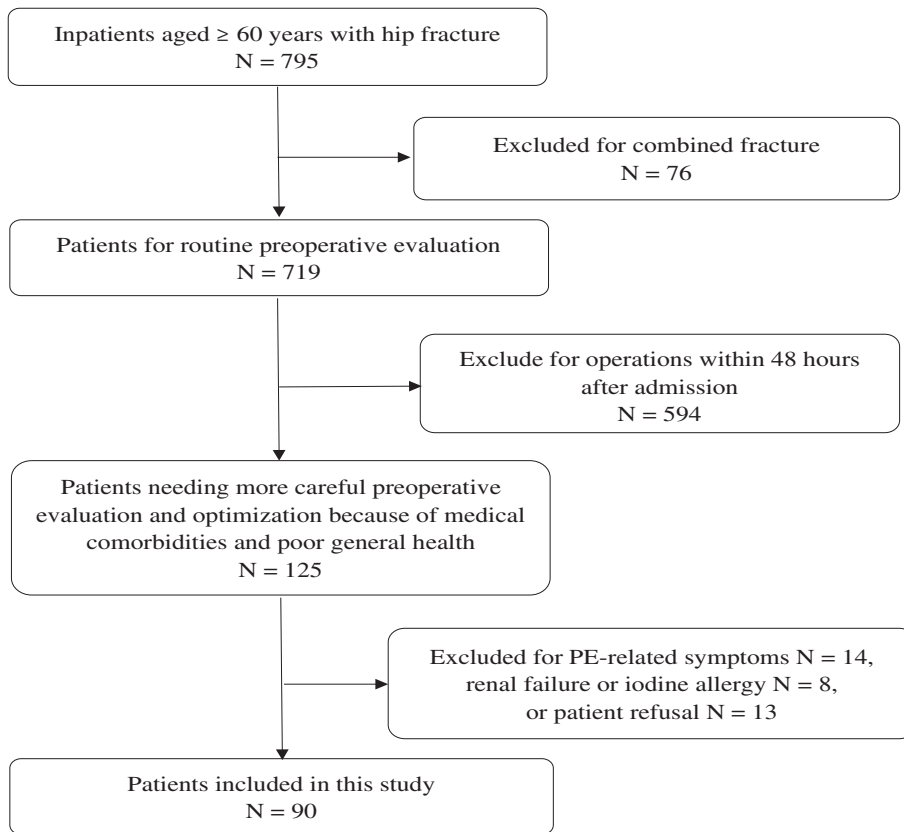 Inpatients aged ≥ 60 years with hip fracture
N = 795
Excluded for combined fracture
N = 76
Patients for routine preoperative evaluation
N = 719
Exclude for operations within 48 hours
after admission
N = 594
Patients needing more careful preoperative
evaluation and optimization because of medical
comorbidities and poor general health
N = 125
Excluded for PE-related symptoms N = 14,
renal failure or iodine allergy N = 8,
or patient refusal N = 13
Patients included in this study
N = 90